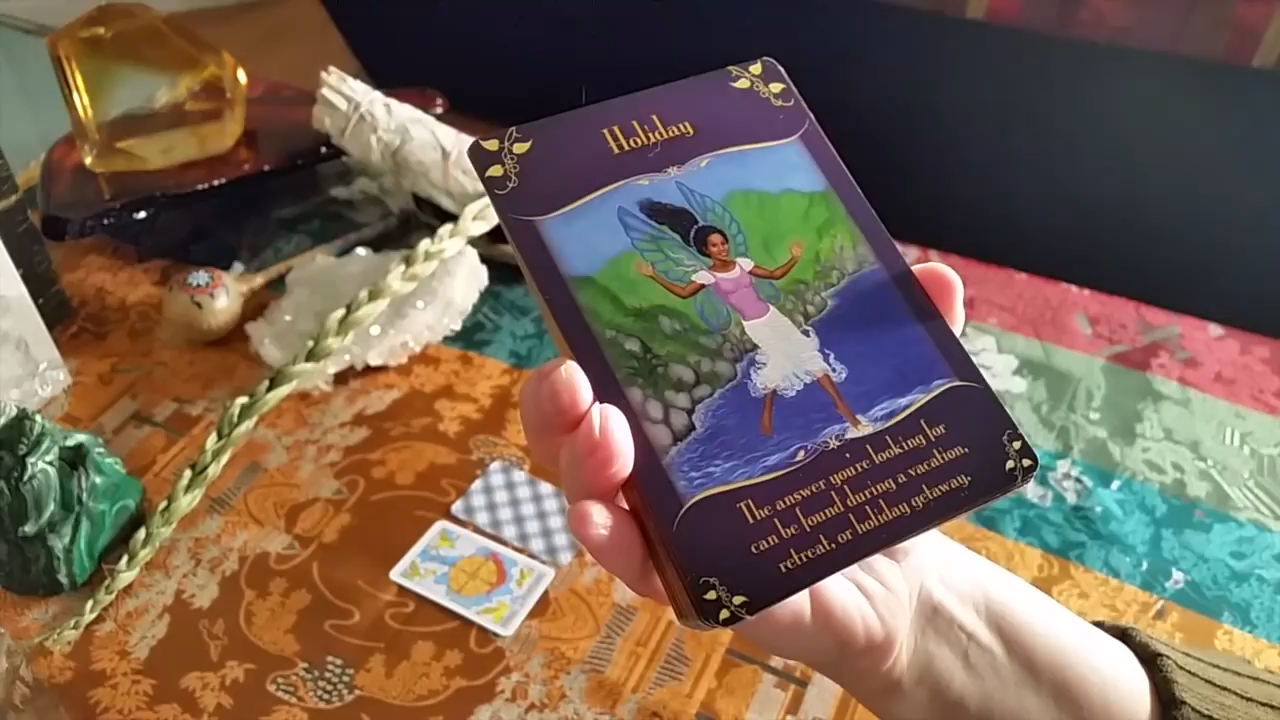 Holiday
The answer you're looking for
can be found during a vacation,
retreat, or holiday getaway.